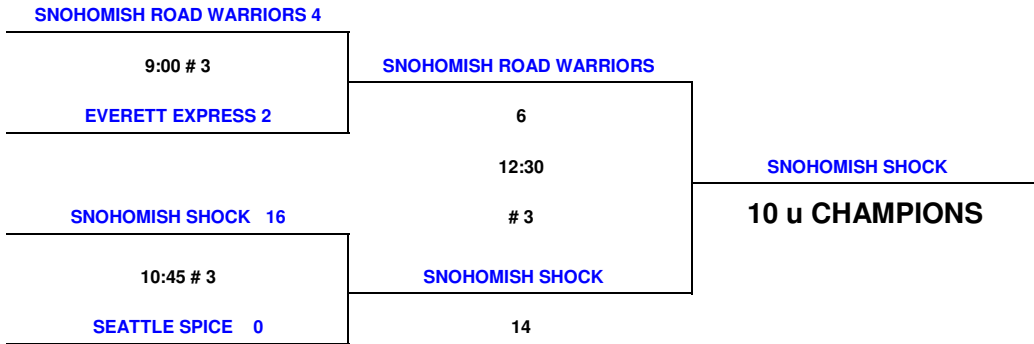 SNOHOMISH ROAD WARRIORS 4
9:00 # 3
SNOHOMISH ROAD WARRIORS
EVERETT EXPRESS 2
6
12:30
SNOHOMISH SHOCK
SNOHOMISH SHOCK 16
# 3
10 u CHAMPIONS
10:45 # 3
SNOHOMISH SHOCK
SEATTLE SPICE 0
14